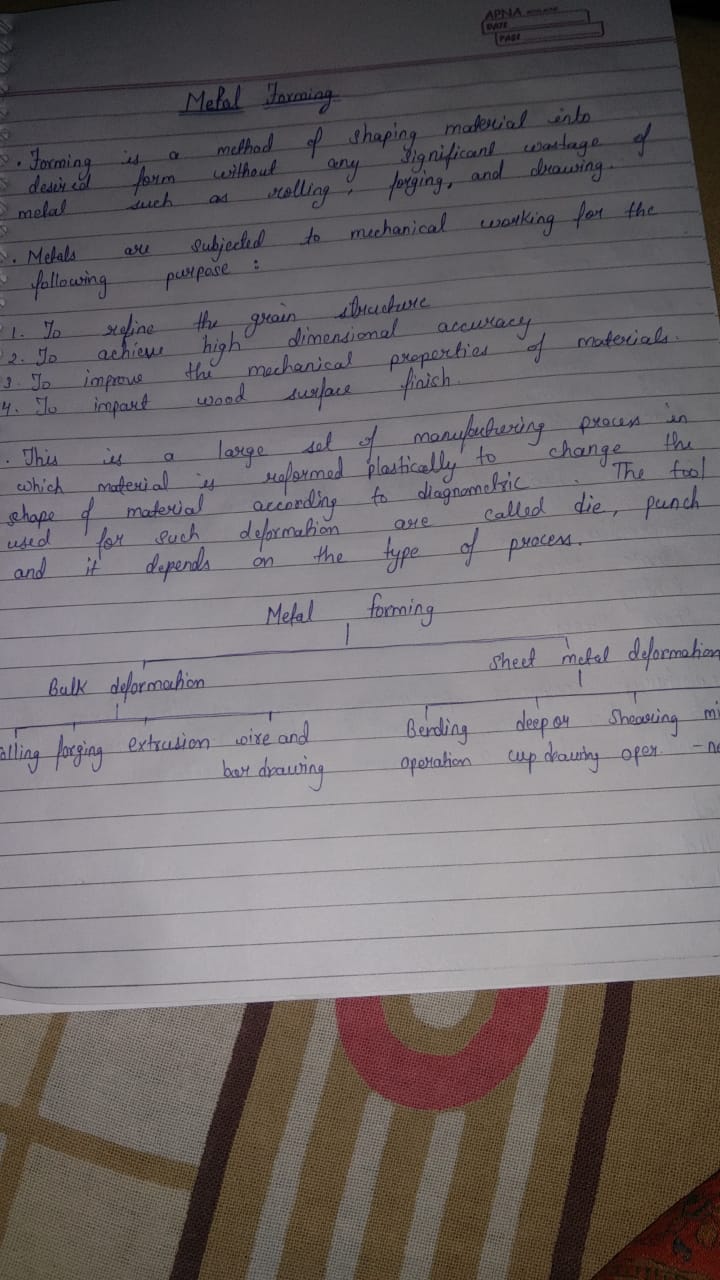 APNA
DATE
PAGE
Metal Forming
. Forming is a method of shaping material into
desired form without any significant wastage of
metal such as rolling, forging, and drawing.
. Metals are subjected to mechanical working for the
following purpose :
1. To refine the grain structure
2. To achieve high dimensional accuracy
3. To improve the mechanical properties of materials.
4. To impart wood surface finish.
. This is a large set of manufuthering process in
which material is reformed plastically to change the
shape of material according to diagnometric. The tool
used for such deformation are called die, punch
and it depends on the type of process.
Metal forming
Bulk deformation Sheet metal deformation
olling forging extrusion wire and Bending deep or Shearing mi
bar drawing operation cup drawing oper.